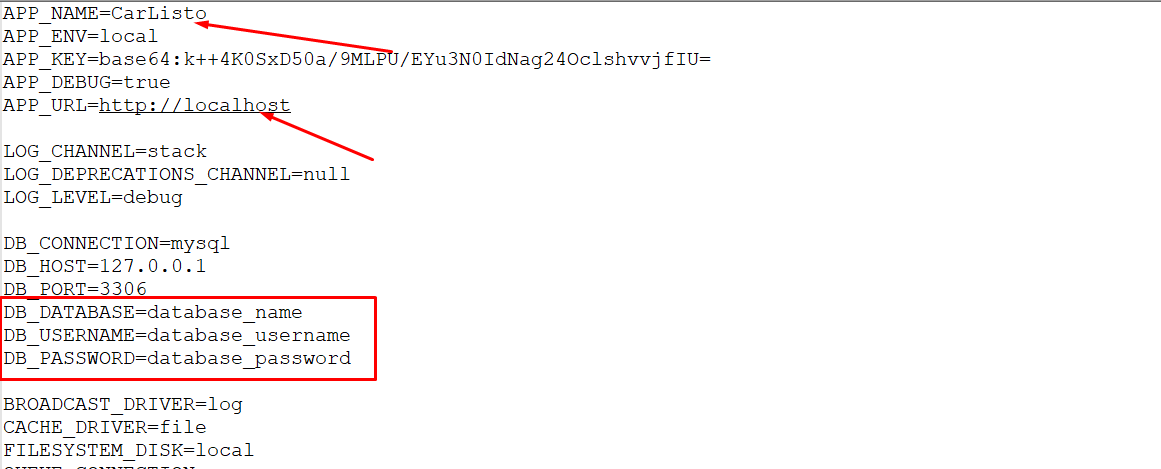 APP_NAME=CarListo
APP_ENV=local
APP_KEY=base64:k++4K0SxD50a/9MLPU/EYu3N0IdNag24OclshvvjfIU=
APP_DEBUG=true
APP_URL=http://localhost
LOG_CHANNEL=stack
LOG_DEPRECATIONS_CHANNEL=null
LOG_LEVEL=debug
DB_CONNECTION=mysql
DB_HOST=127.0.0.1
DB_PORT=3306
DB_DATABASE=database_name
DB_USERNAME=database_username
DB_PASSWORD=database_password
BROADCAST_DRIVER=log
CACHE_DRIVER=file
FILESYSTEM_DISK=local